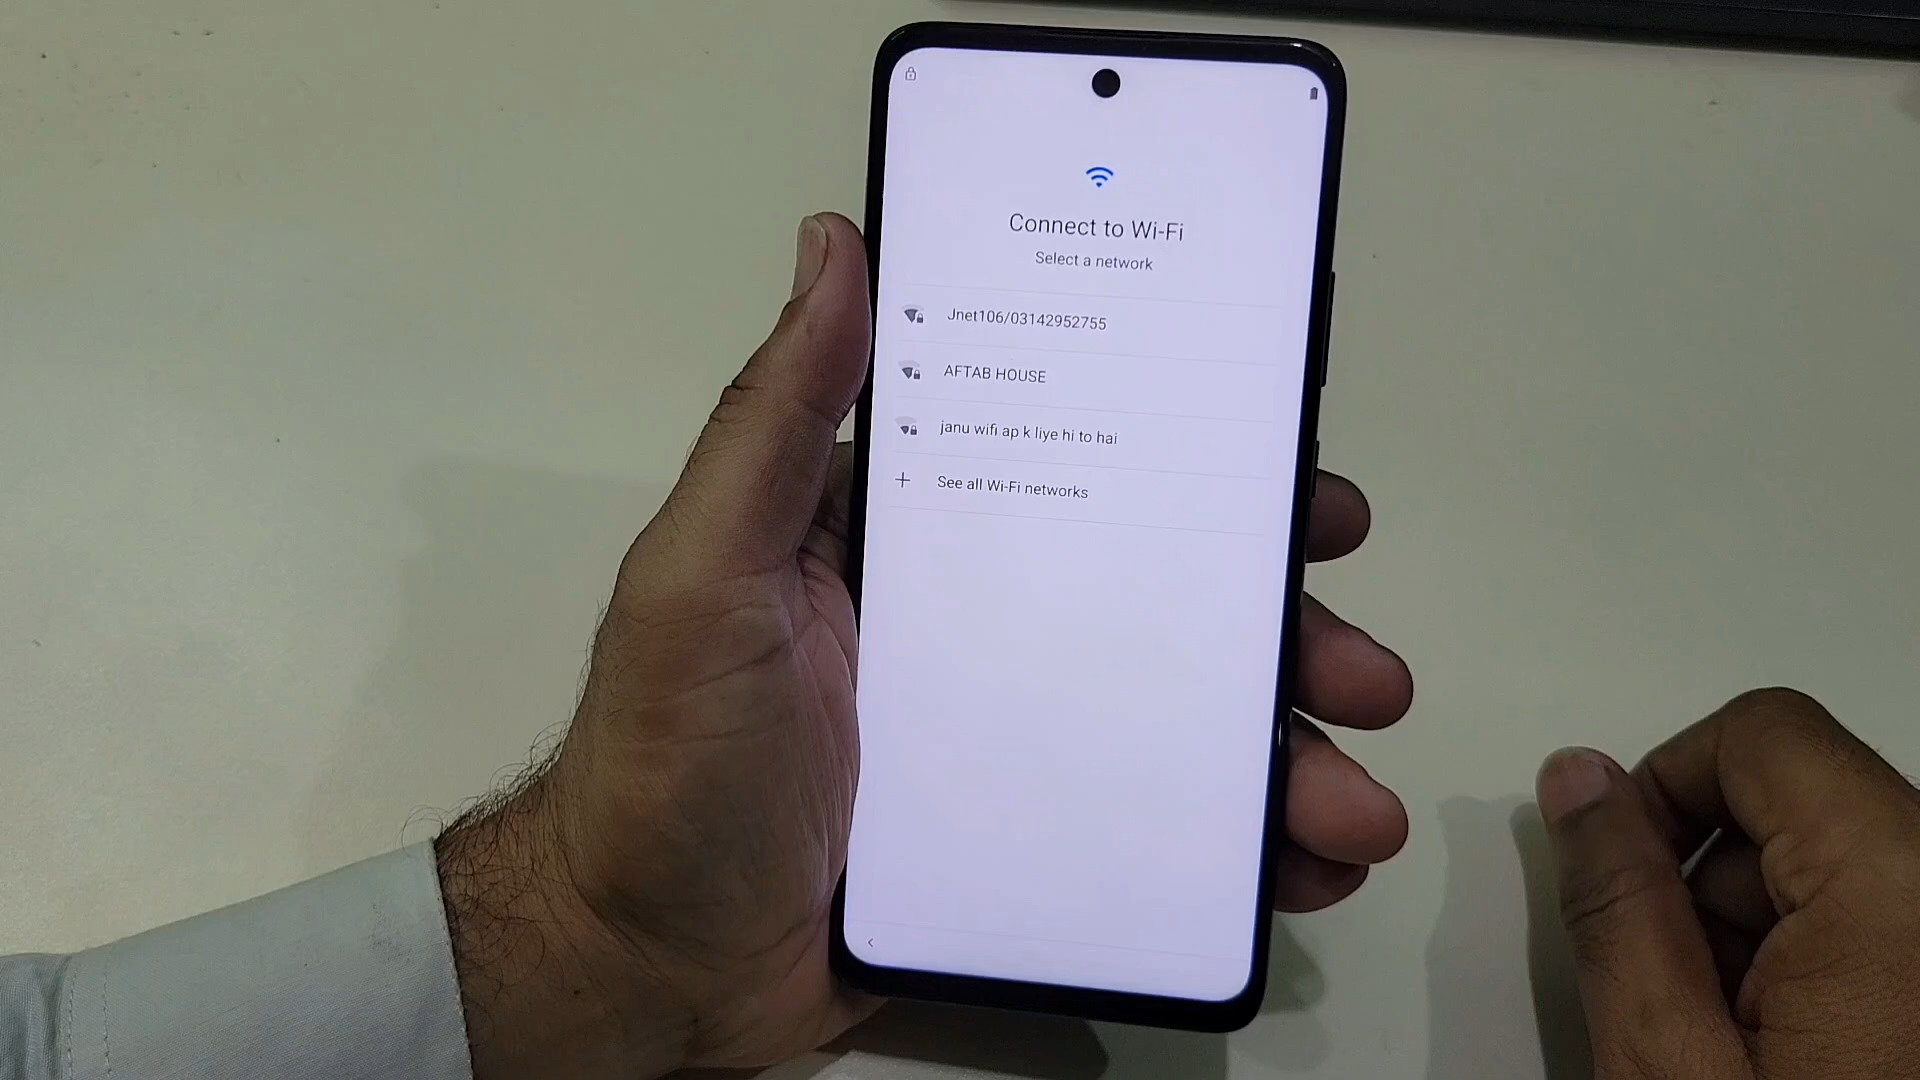 Connect to Wi-Fi
Select a network
Jnet106/03142952755
AFTAB HOUSE
janu wifi ap k liye hi to hai
See all Wi-Fi networks